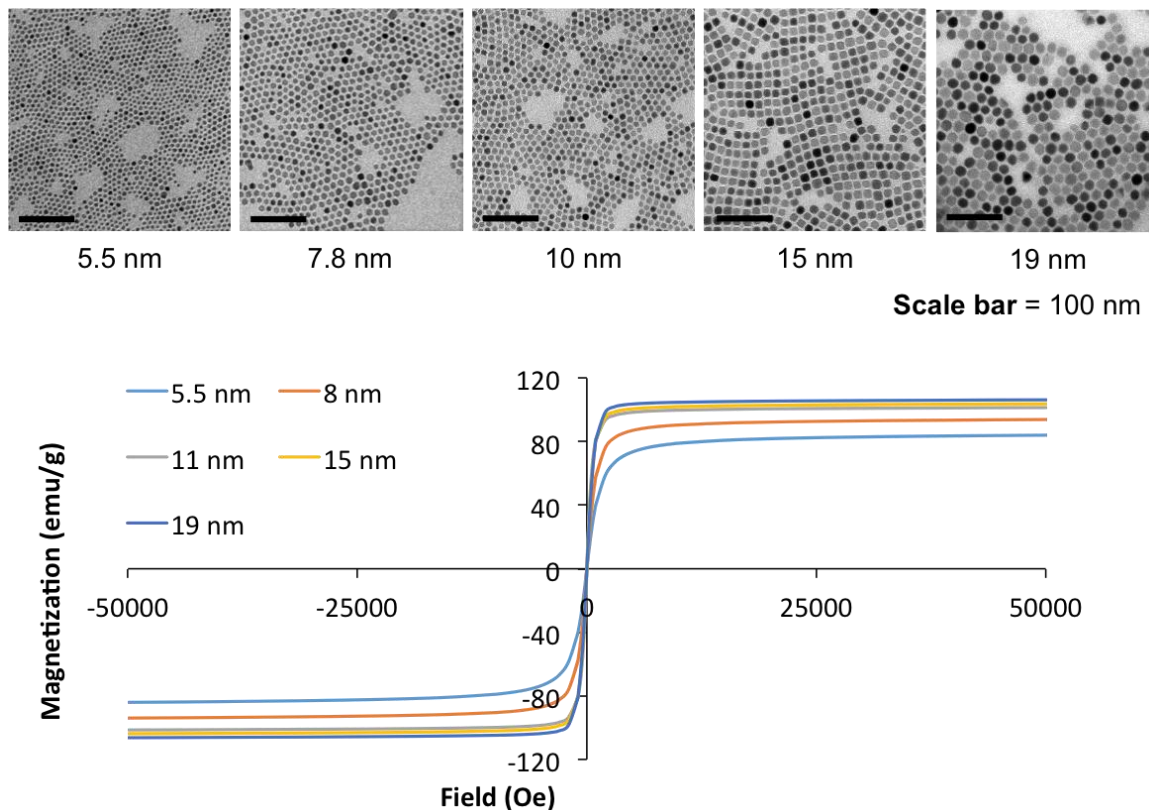 5.5 nm 7.8 nm 10 nm 15 nm 19 nm
Scale bar = 100 nm
5.5 nm 8 nm
11 nm 15 nm
19 nm
Magnetization (emu/g)
120
80
40
0
-40
-80
-120
-50000 -25000 0 25000 50000
Field (Oe)